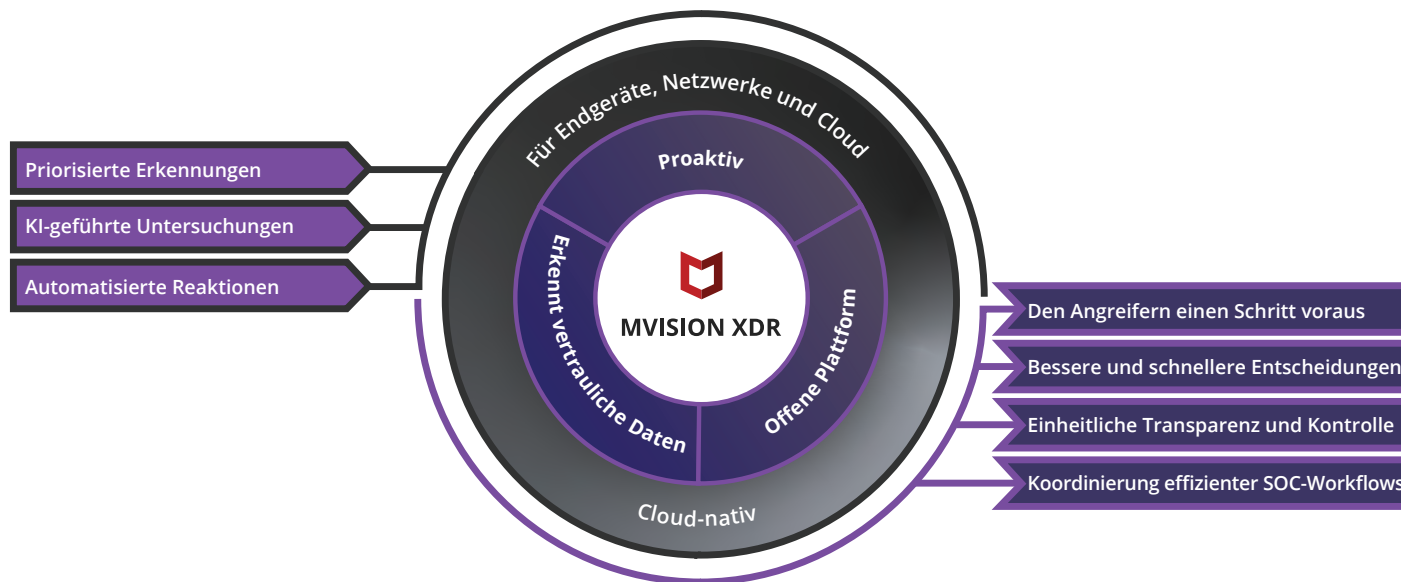 Priorisierte Erkennungen
KI-geführte Untersuchungen
Automatisierte Reaktionen
Für Endgeräte, Netzwerke und Cloud
Proaktiv
Erkennt vertrauliche Daten
Offene Plattform
MVISION XDR
Cloud-nativ
Den Angreifern einen Schritt voraus
Bessere und schnellere Entscheidungen
Einheitliche Transparenz und Kontrolle
Koordinierung effizienter SOC-Workflows